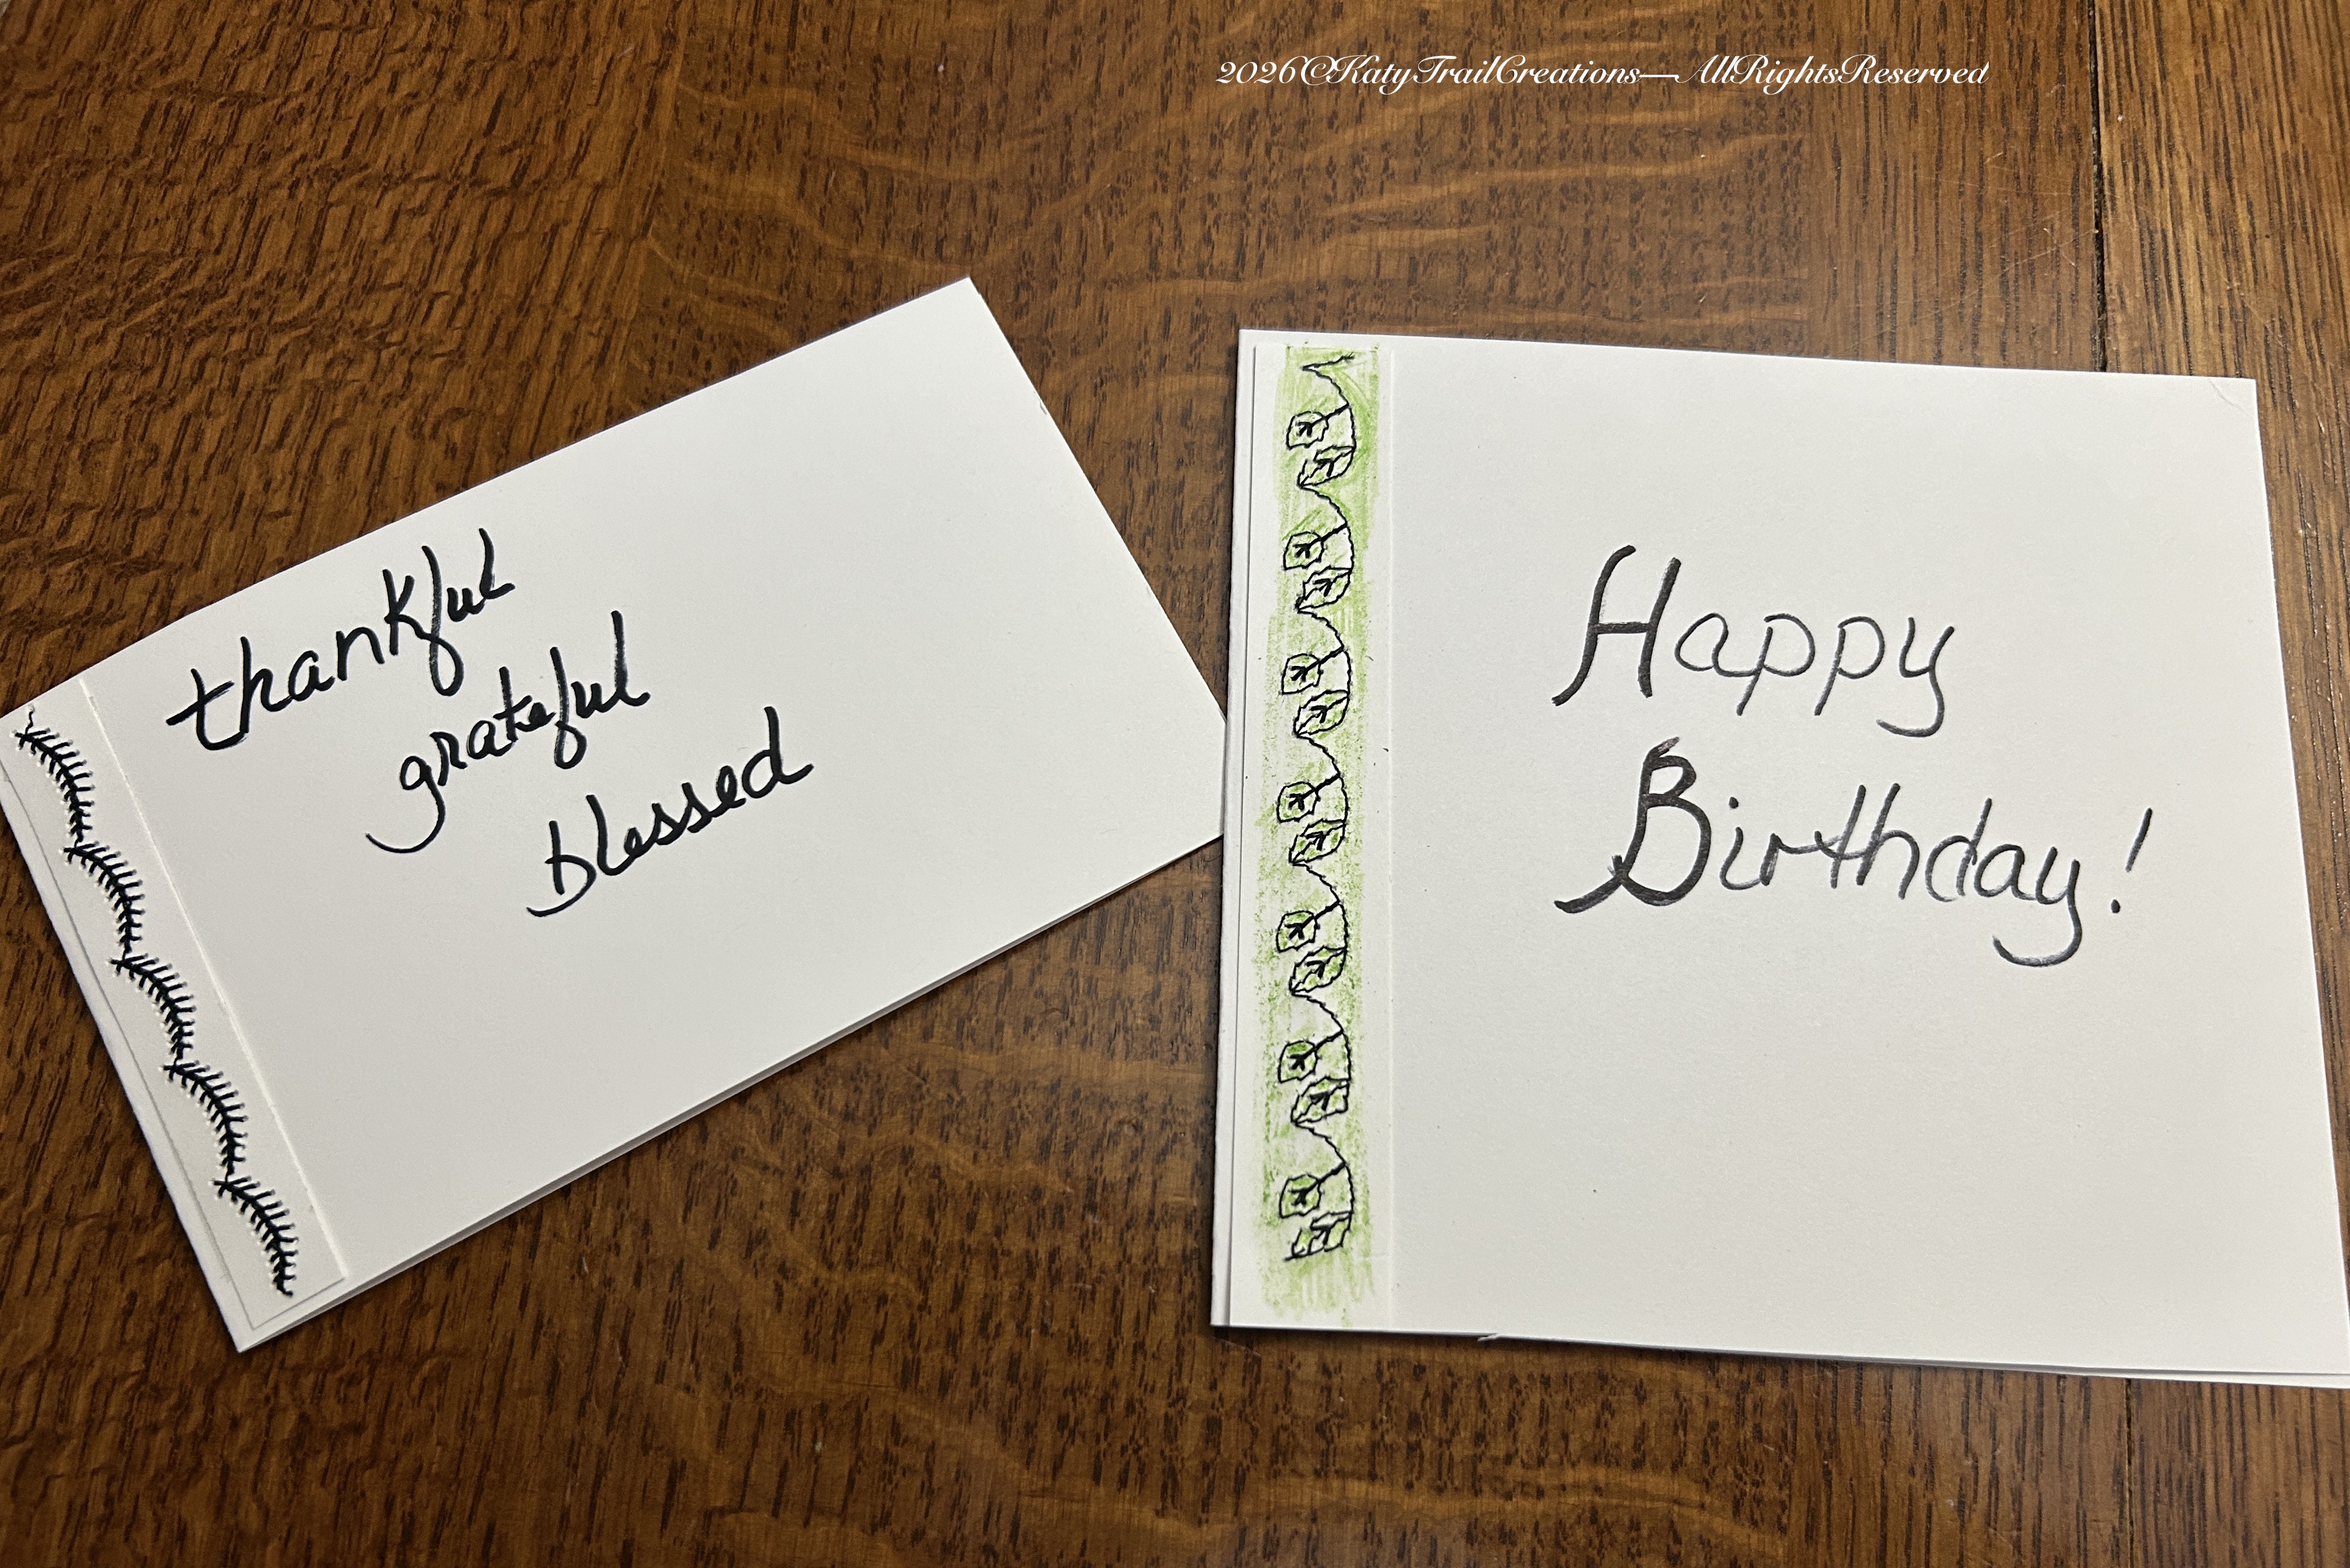 2026©KatyTrailCreations—AllRightsReserved
thankful
grateful
blessed
Happy
Birthday!